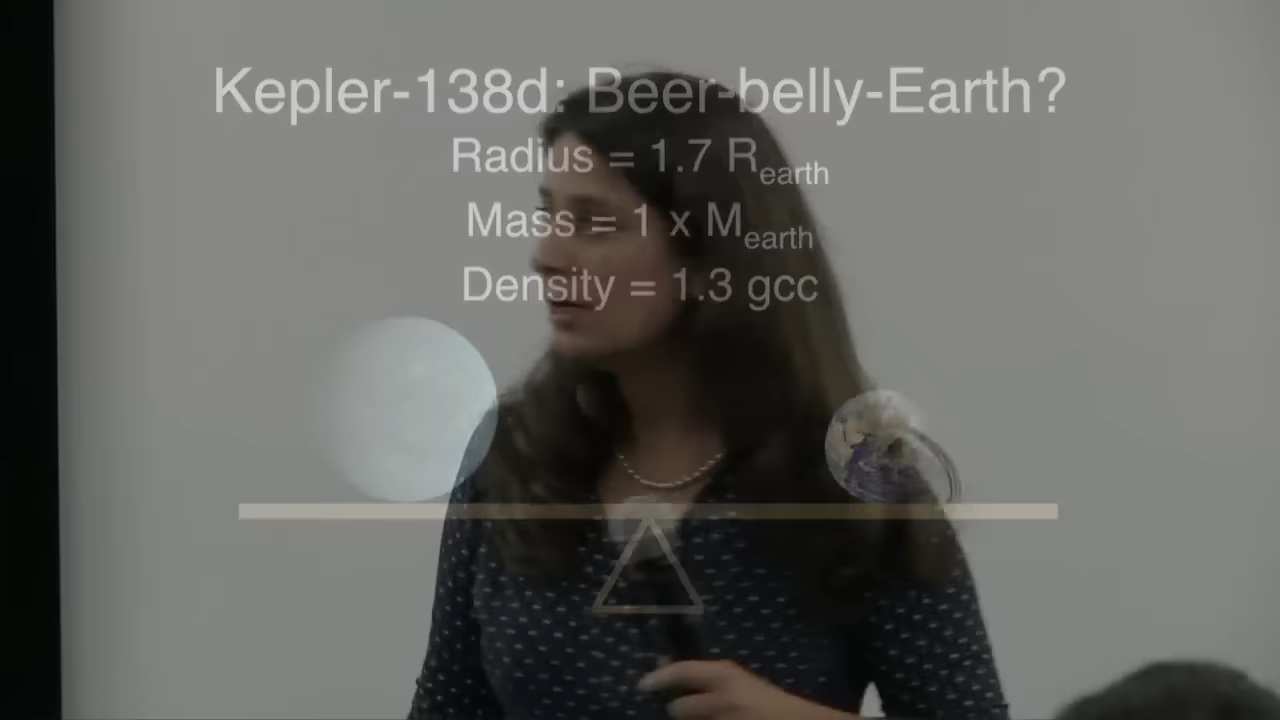 Kepler-138d: Beer-belly-Earth?
Radius = 1.7 Rearth
Mass = 1 x Mearth
Density = 1.3 gcc